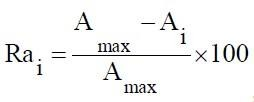 Ra_i = (A_max − A_i) / A_max × 100